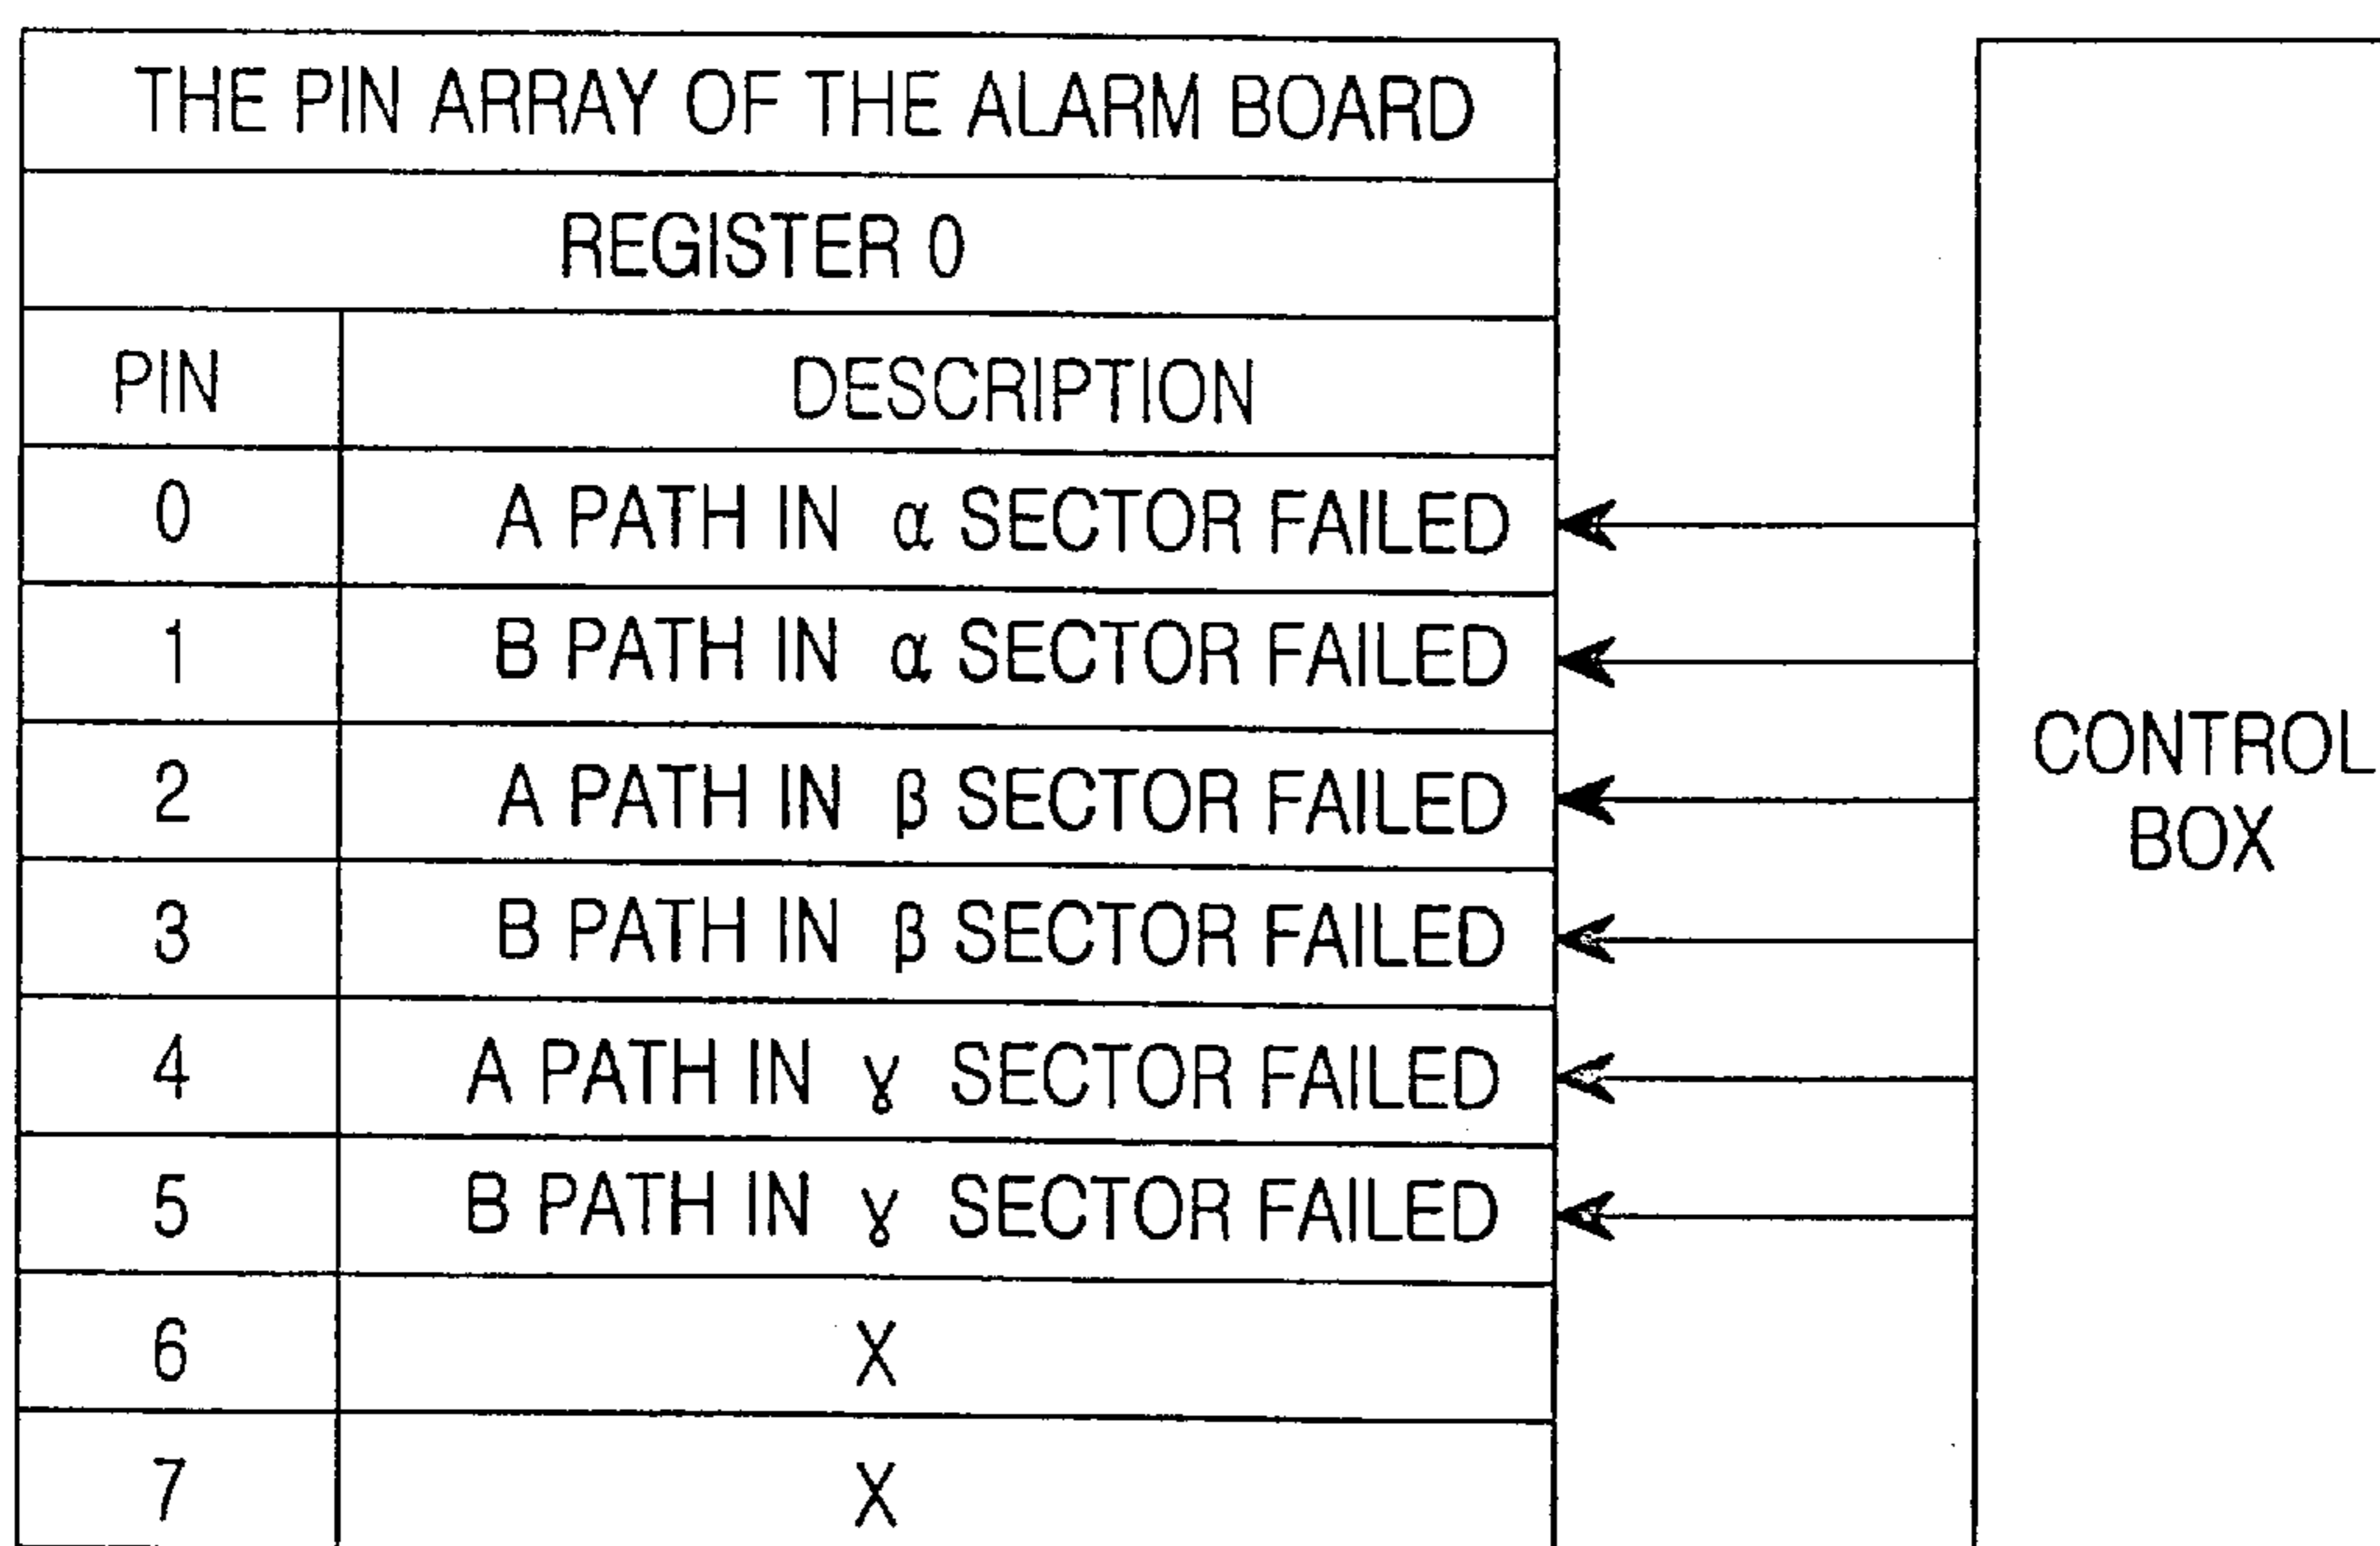 THE PIN ARRAY OF THE ALARM BOARD
REGISTER 0
PIN DESCRIPTION
0 A PATH IN α SECTOR FAILED
1 B PATH IN α SECTOR FAILED
2 A PATH IN β SECTOR FAILED
3 B PATH IN β SECTOR FAILED
4 A PATH IN γ SECTOR FAILED
5 B PATH IN γ SECTOR FAILED
6 X
7 X
CONTROL
BOX